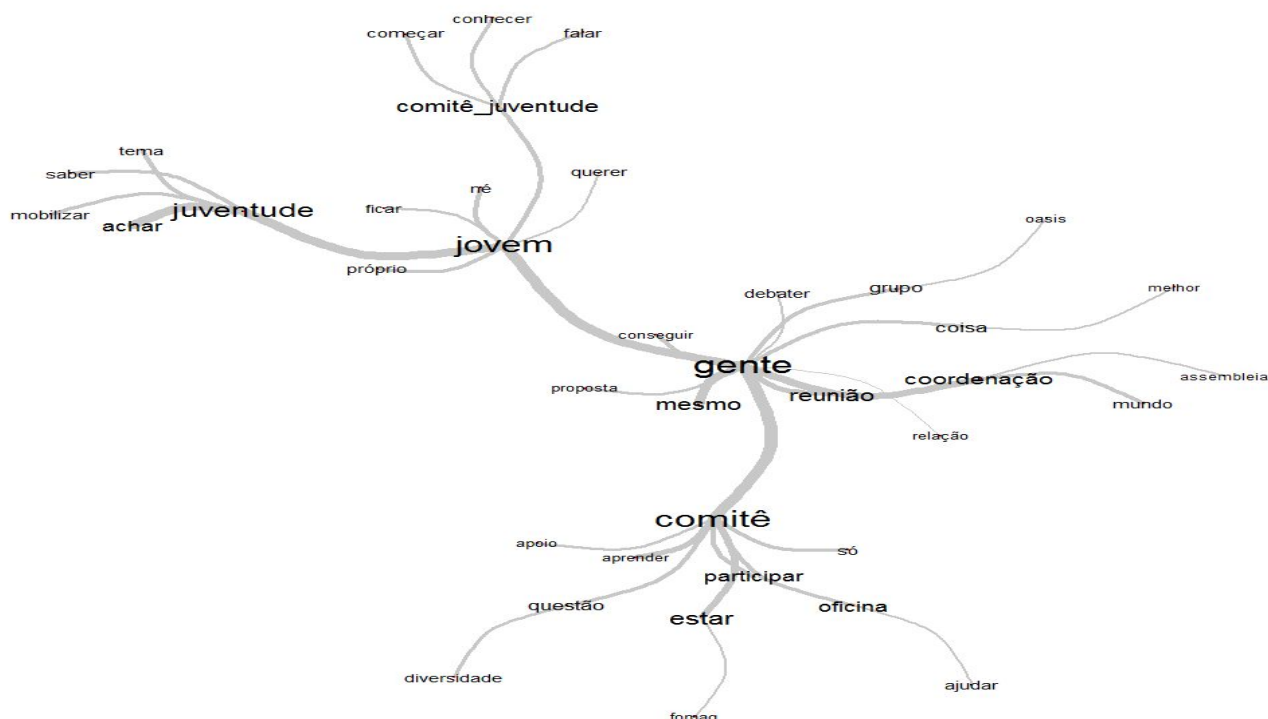 conhecer
começar
falar
comitê_juventude
tema
saber
querer
né
mobilizar
juventude
ficar
achar
oasis
jovem
próprio
grupo
melhor
debater
coisa
conseguir
gente
coordenação
assembleia
proposta
reunião
mesmo
mundo
relação
comitê
apoio
só
aprender
participar
questão
oficina
estar
diversidade
ajudar